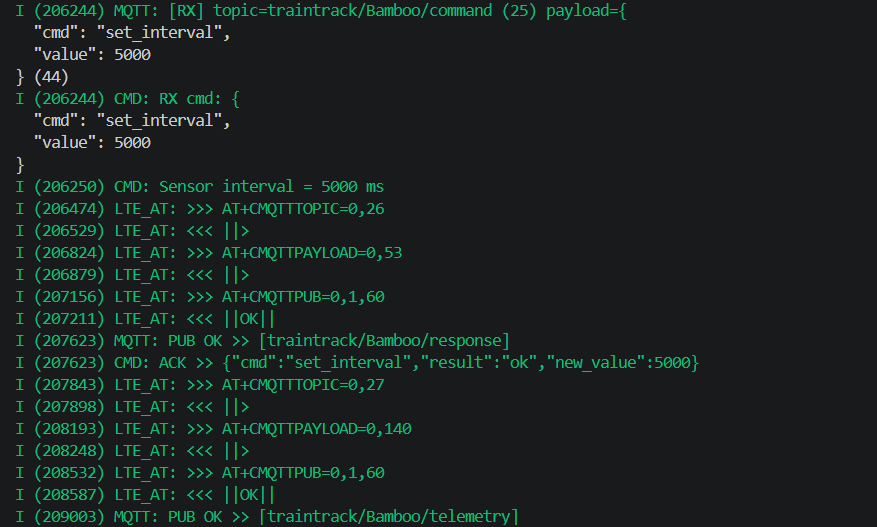 I (206244) MQTT: [RX] topic=traintrack/Bamboo/command (25) payload={
  "cmd": "set_interval",
  "value": 5000
} (44)
I (206244) CMD: RX cmd: {
  "cmd": "set_interval",
  "value": 5000
}
I (206250) CMD: Sensor interval = 5000 ms
I (206474) LTE_AT: >>> AT+CMQTTTOPIC=0,26
I (206529) LTE_AT: <<< ||>
I (206824) LTE_AT: >>> AT+CMQTTPAYLOAD=0,53
I (206879) LTE_AT: <<< ||>
I (207156) LTE_AT: >>> AT+CMQTTPUB=0,1,60
I (207211) LTE_AT: <<< ||OK||
I (207623) MQTT: PUB OK >> [traintrack/Bamboo/response]
I (207623) CMD: ACK >> {"cmd":"set_interval","result":"ok","new_value":5000}
I (207843) LTE_AT: >>> AT+CMQTTTOPIC=0,27
I (207898) LTE_AT: <<< ||>
I (208193) LTE_AT: >>> AT+CMQTTPAYLOAD=0,140
I (208248) LTE_AT: <<< ||>
I (208532) LTE_AT: >>> AT+CMQTTPUB=0,1,60
I (208587) LTE_AT: <<< ||OK||
I (209003) MQTT: PUB OK >> [traintrack/Bamboo/telemetry]